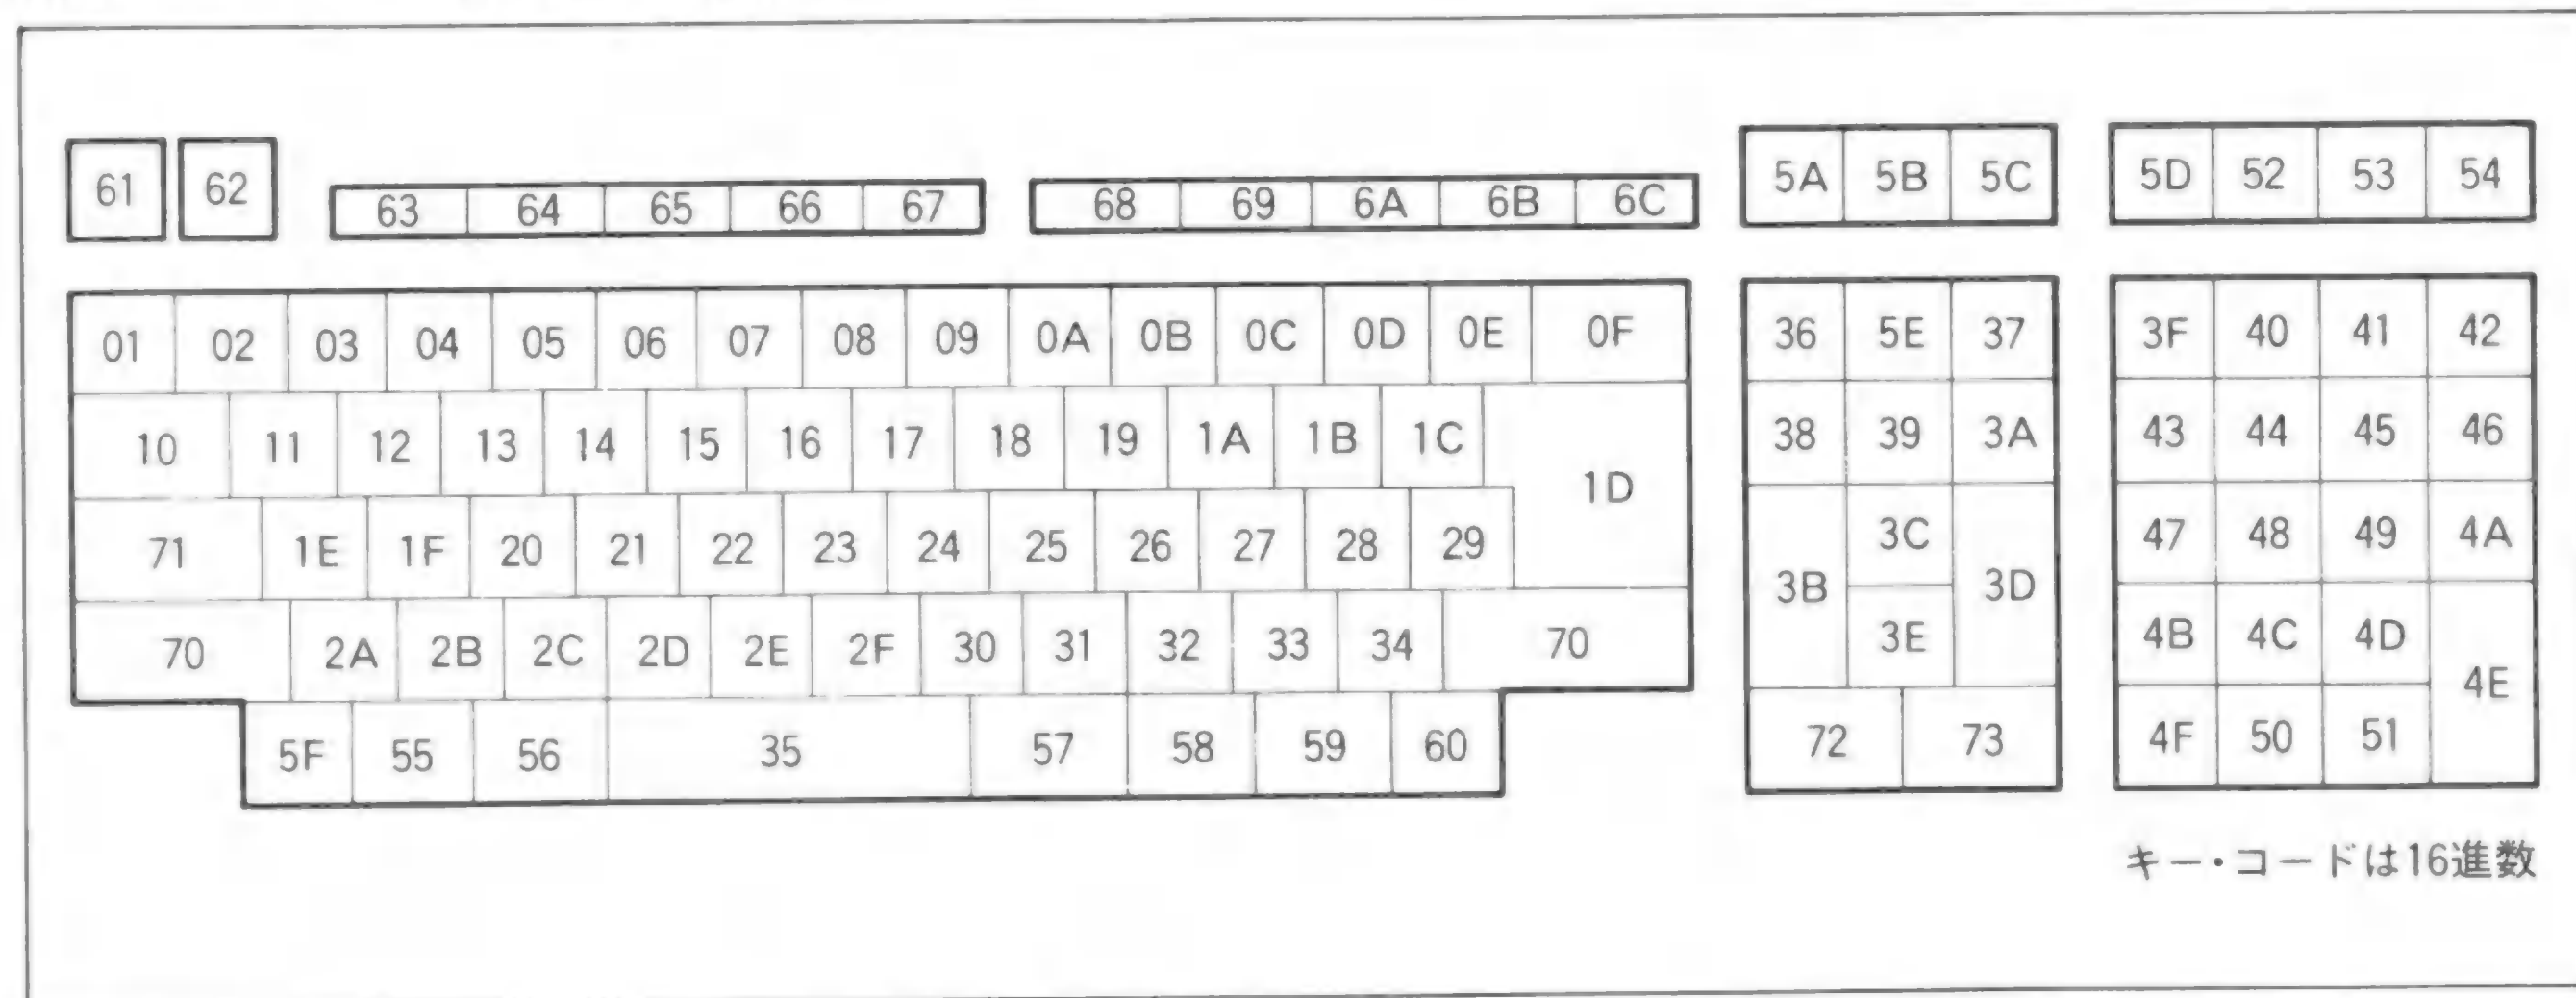 61 62 63 64 65 66 67 68 69 6A 6B 6C 5A 5B 5C 5D 52 53 54
01 02 03 04 05 06 07 08 09 0A 0B 0C 0D 0E 0F 36 5E 37 3F 40 41 42
10 11 12 13 14 15 16 17 18 19 1A 1B 1C 1D 38 39 3A 43 44 45 46
71 1E 1F 20 21 22 23 24 25 26 27 28 29 3B 3C 3D 47 48 49 4A
70 2A 2B 2C 2D 2E 2F 30 31 32 33 34 70 3E 4B 4C 4D 4E
5F 55 56 35 57 58 59 60 72 73 4F 50 51
キー・コードは16進数